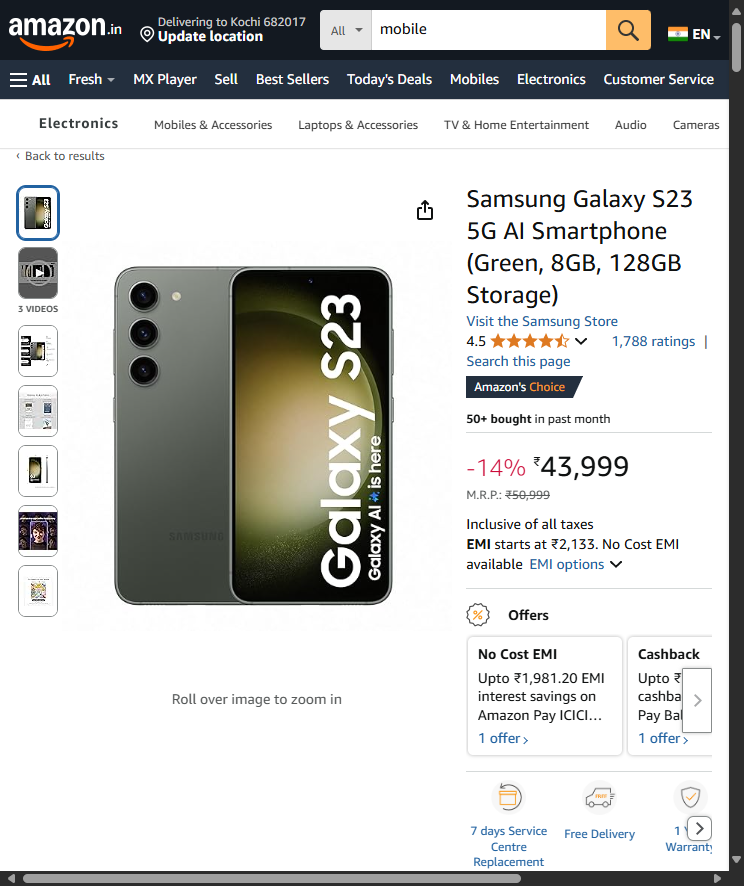 amazon.in
Delivering to Kochi 682017
Update location
All
mobile
EN
All
Fresh
MX Player
Sell
Best Sellers
Today's Deals
Mobiles
Electronics
Customer Service
Electronics
Mobiles & Accessories
Laptops & Accessories
TV & Home Entertainment
Audio
Cameras
‹ Back to results
3 VIDEOS
SAMSUNG
Galaxy S23
Galaxy AI is here
Roll over image to zoom in
Samsung Galaxy S23
5G AI Smartphone
(Green, 8GB, 128GB
Storage)
Visit the Samsung Store
4.5
1,788 ratings |
Search this page
Amazon's Choice
50+ bought in past month
-14% ₹43,999
M.R.P.: ₹50,999
Inclusive of all taxes
EMI starts at ₹2,133. No Cost EMI
available EMI options
Offers
No Cost EMI
Upto ₹1,981.20 EMI
interest savings on
Amazon Pay ICICI…
1 offer ›
Cashback
Upto ₹
cashba
Pay Bal
1 offer ›
7 days Service
Centre
Replacement
Free Delivery
1 Y
Warranty